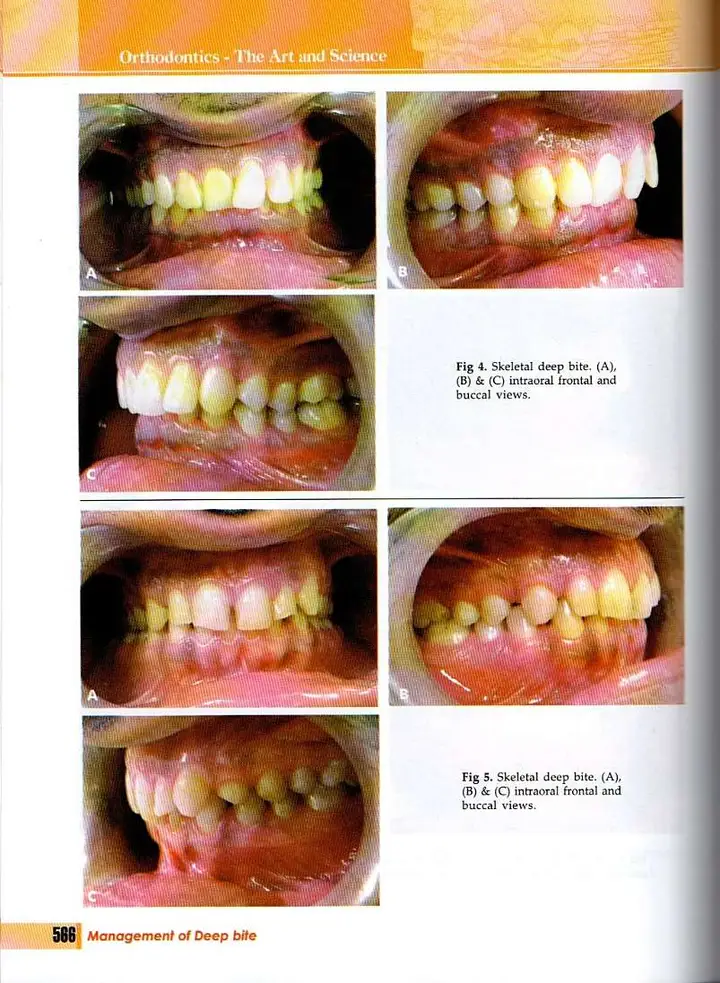 Orthodontics - The Art and Science
A
B
C
Fig 4. Skeletal deep bite. (A),
(B) & (C) intraoral frontal and
buccal views.
A
B
C
Fig 5. Skeletal deep bite. (A),
(B) & (C) intraoral frontal and
buccal views.
566 Management of Deep bite